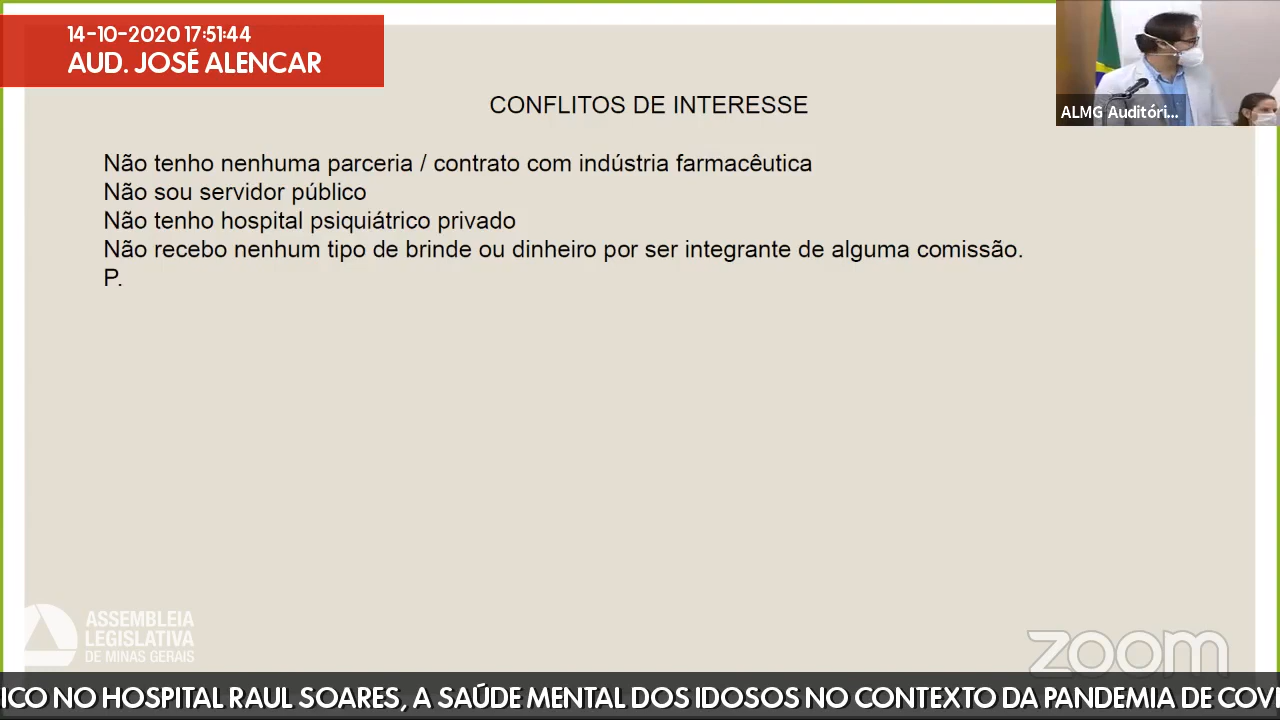 14-10-2020 17:51:44
AUD. JOSÉ ALENCAR
ALMG Auditóri...
CONFLITOS DE INTERESSE
Não tenho nenhuma parceria / contrato com indústria farmacêutica
Não sou servidor público
Não tenho hospital psiquiátrico privado
Não recebo nenhum tipo de brinde ou dinheiro por ser integrante de alguma comissão.
P.
ASSEMBLEIA
LEGISLATIVA
DE MINAS GERAIS
zoom
ICO NO HOSPITAL RAUL SOARES, A SAÚDE MENTAL DOS IDOSOS NO CONTEXTO DA PANDEMIA DE COVI